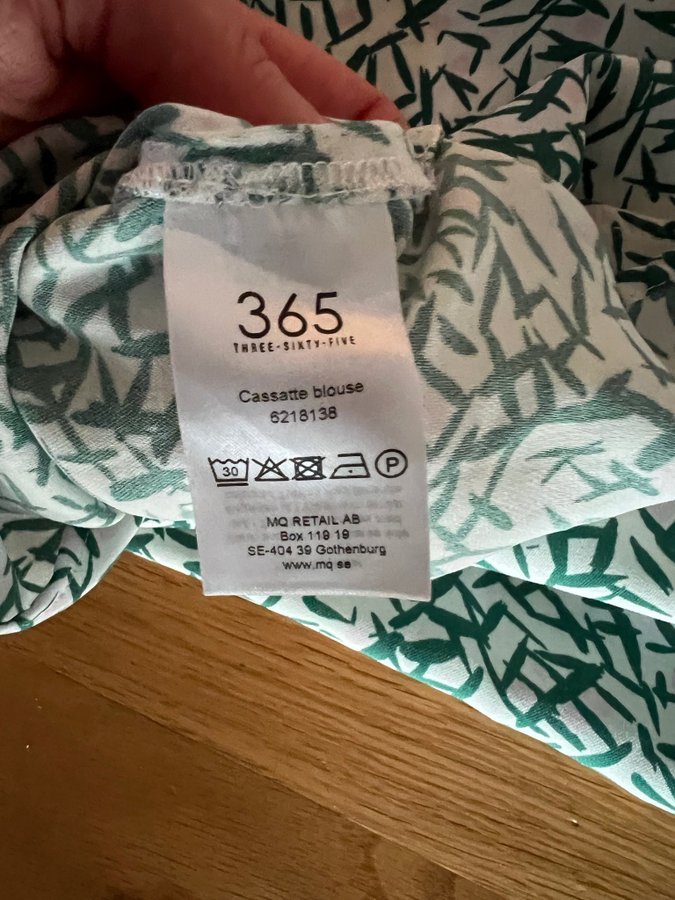 365
THREE-SIXTY-FIVE
Cassatte blouse
6218138
30 P
MQ RETAIL AB
Box 119 19
SE-404 39 Gothenburg
www.mq.se